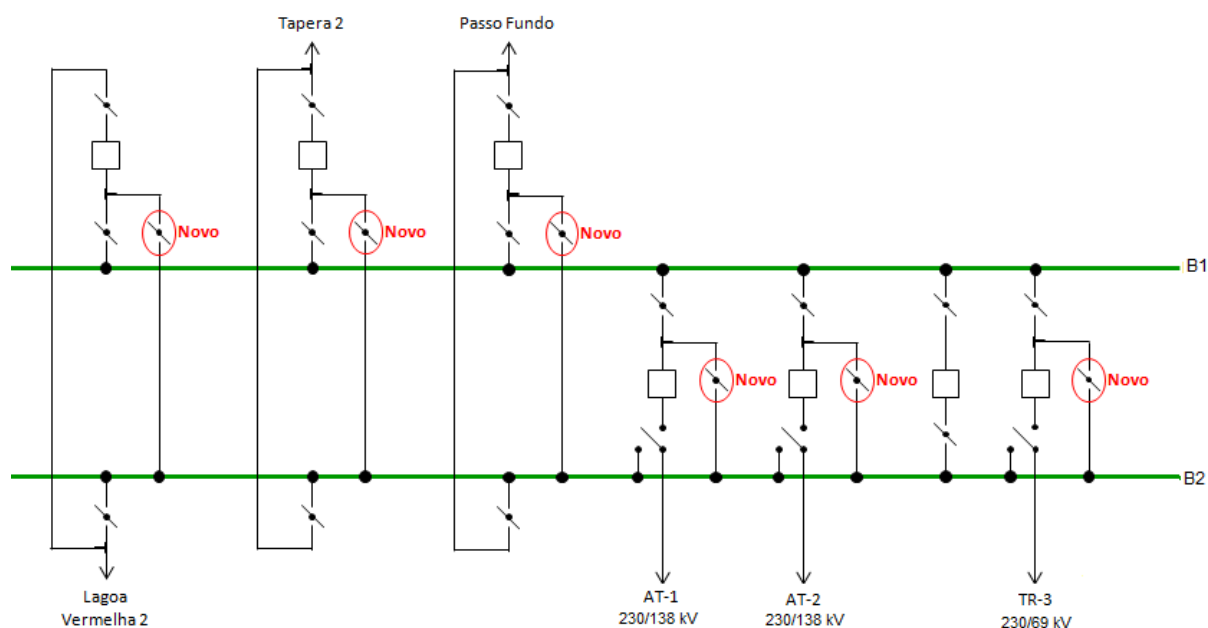 Tapera 2
Passo Fundo
Novo
Novo
Novo
B1
Novo
Novo
Novo
B2
Lagoa
Vermelha 2
AT-1
230/138 kV
AT-2
230/138 kV
TR-3
230/69 kV